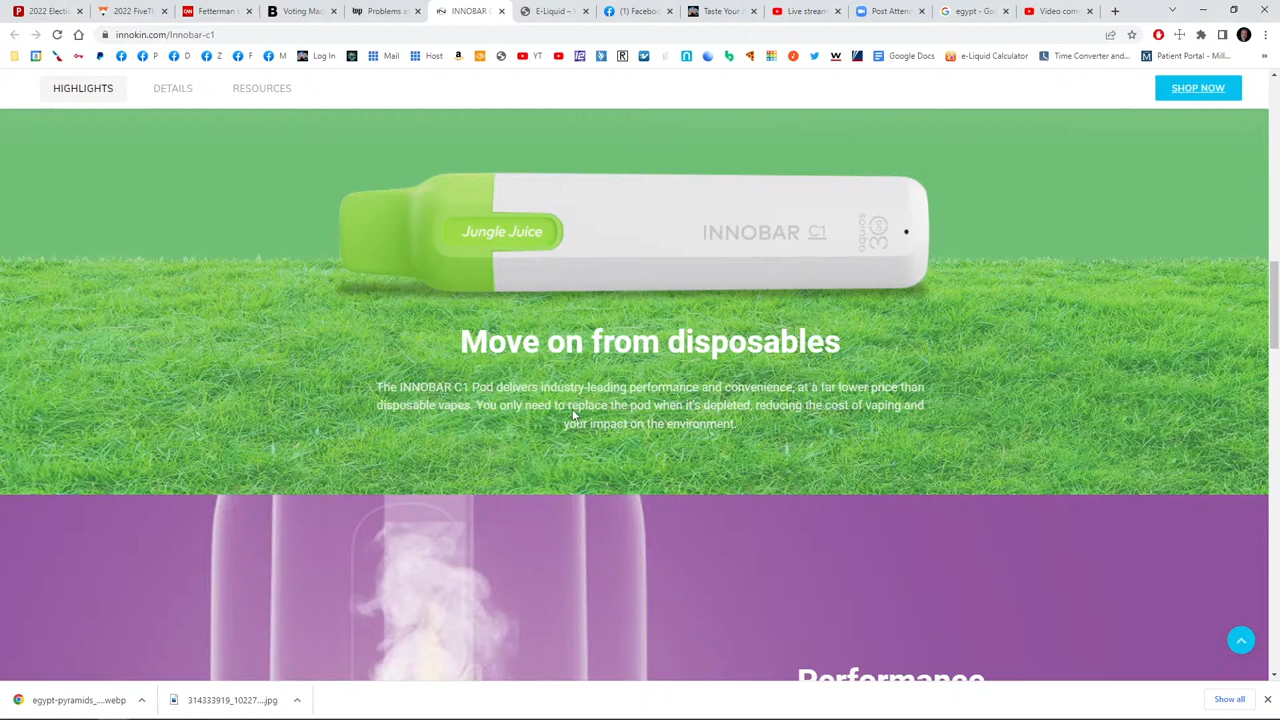 2022 Electi
2022 FiveTh
Fetterman
Voting Mac
Problems a
INNOBAR C
E-Liquid –
(1) Faceboo
Taste Your
Live stream
Post Attend
egypt - Go
Video com
innokin.com/Innobar-c1
P
D
Z
F
M
Log In
Mail
Host
YT
Google Docs
e-Liquid Calculator
Time Converter and...
Patient Portal - Mill...
HIGHLIGHTS
DETAILS
RESOURCES
SHOP NOW
Jungle Juice
INNOBAR C1
Move on from disposables
The INNOBAR C1 Pod delivers industry-leading performance and convenience, at a far lower price than
disposable vapes. You only need to replace the pod when it's depleted, reducing the cost of vaping and
your impact on the environment.
Performance
egypt-pyramids_....webp
314333919_10227....jpg
Show all